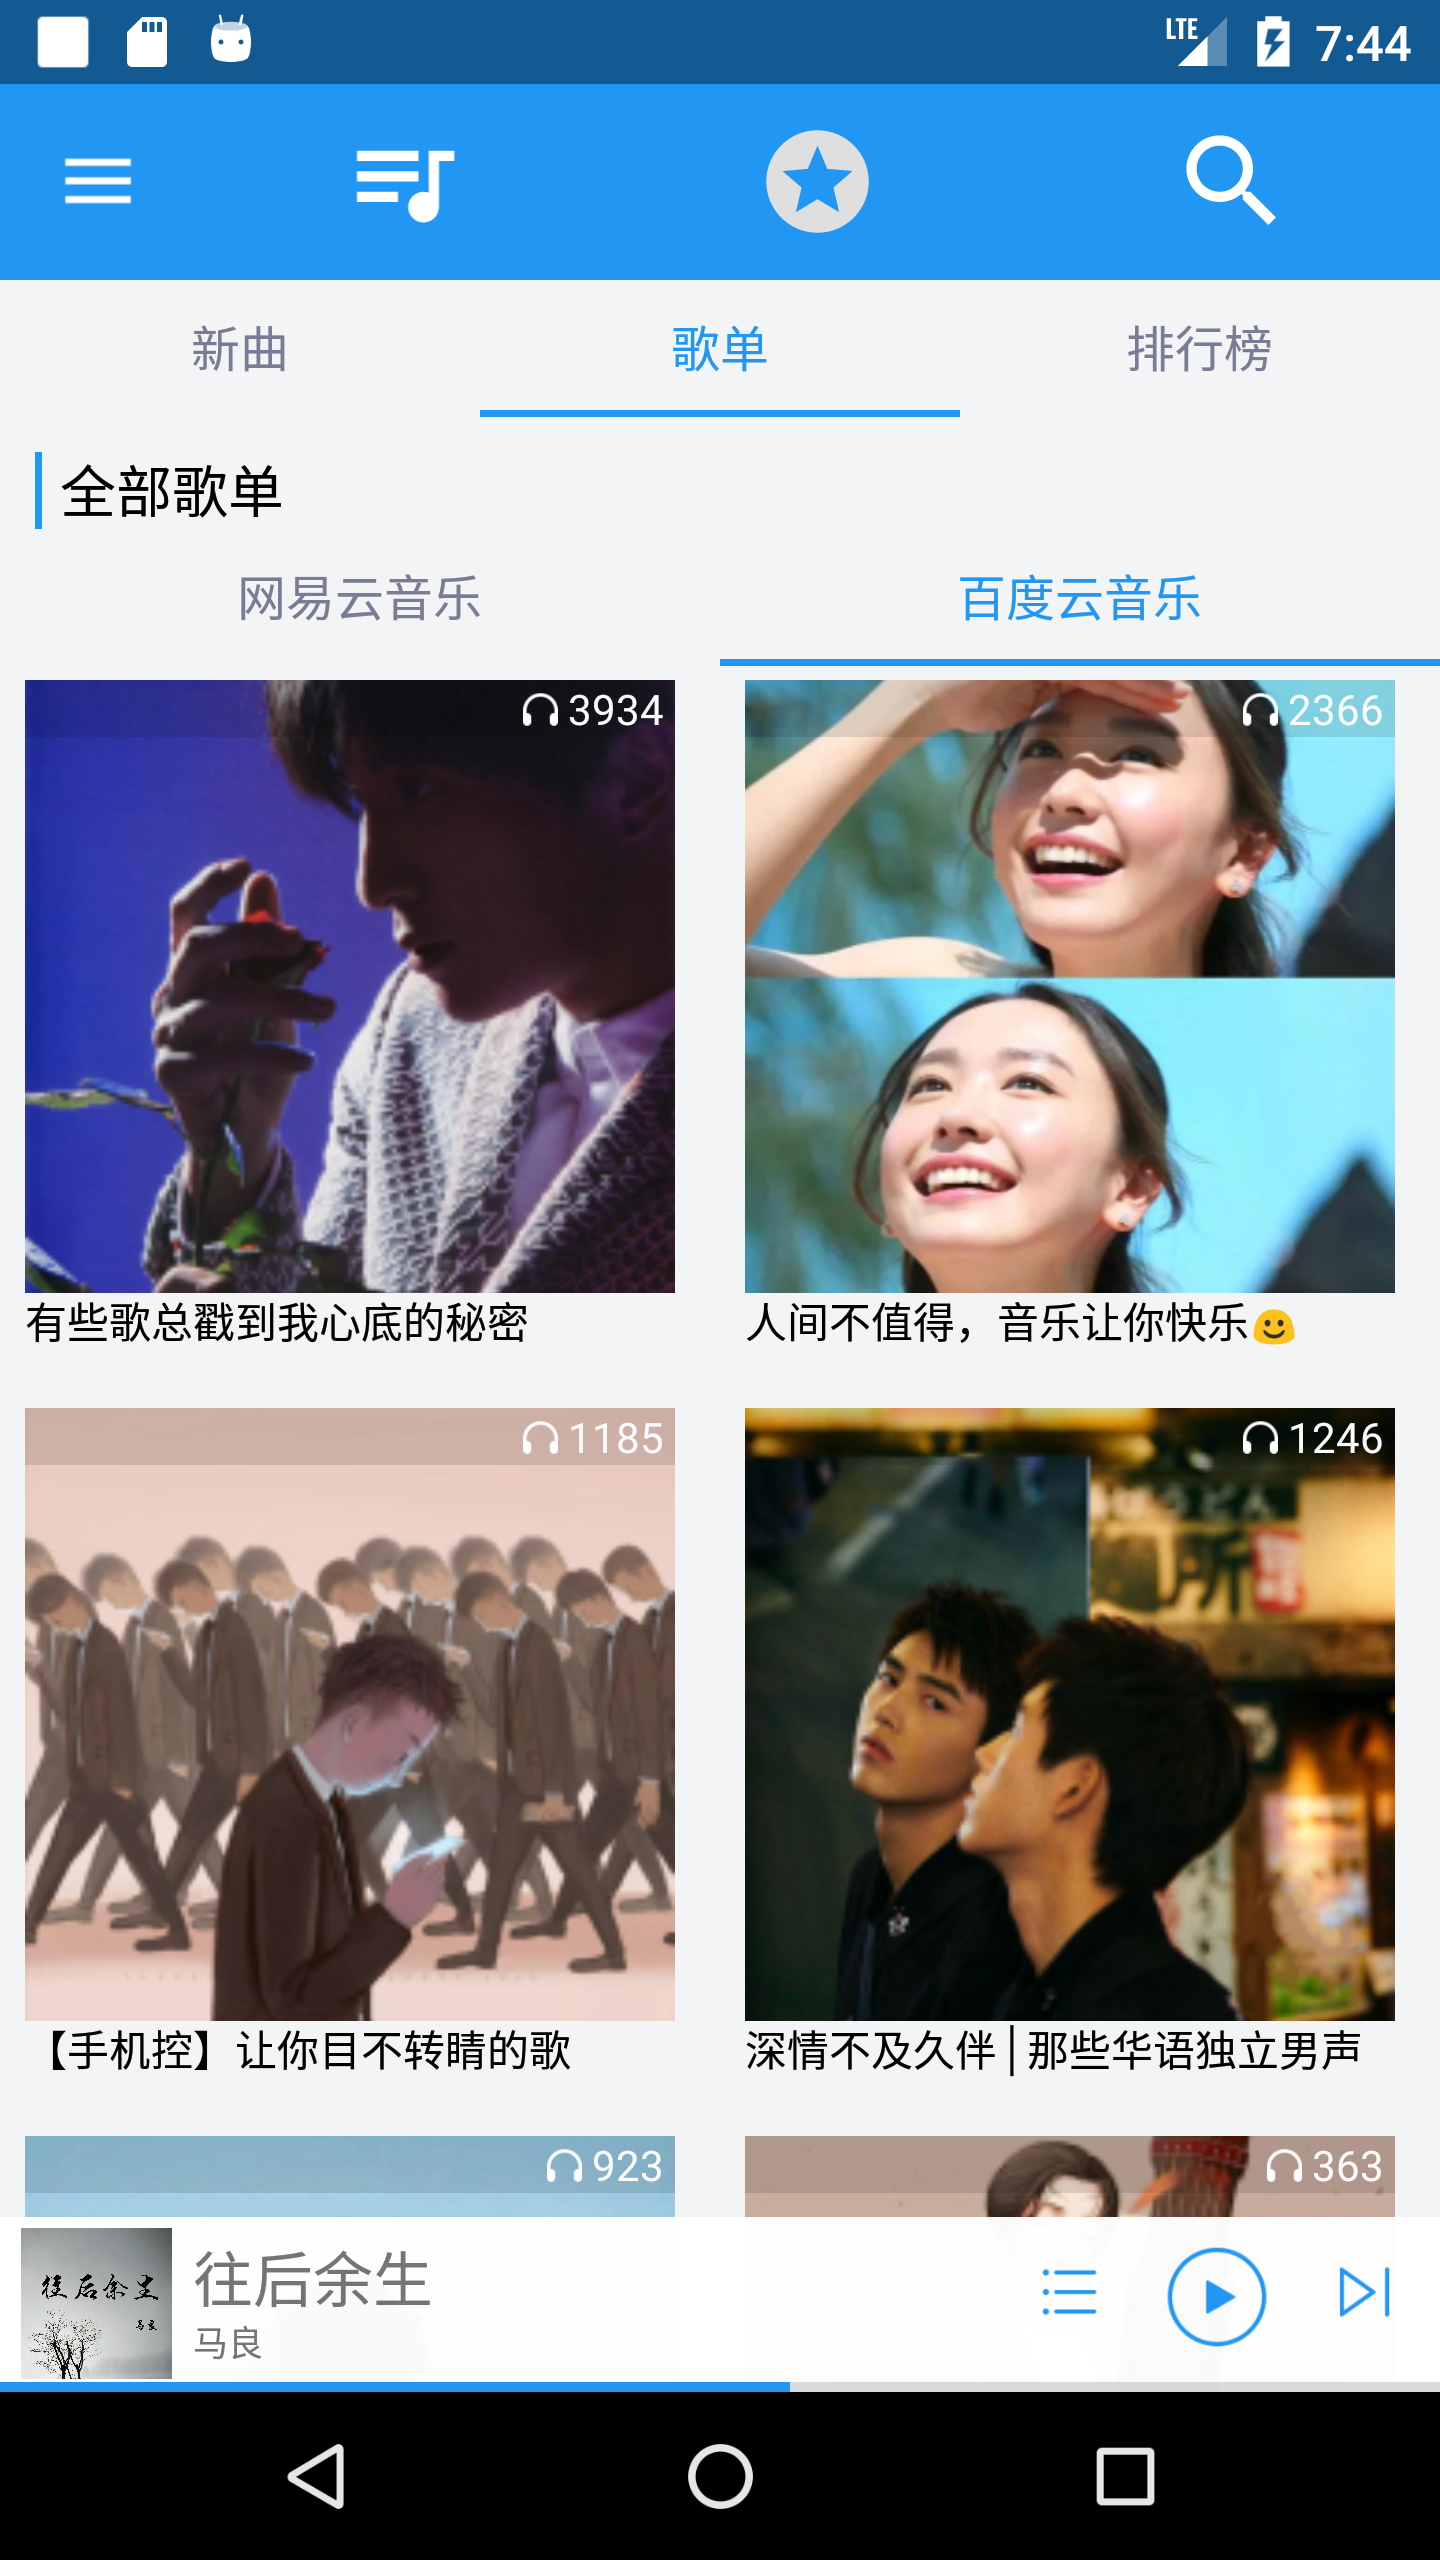 LTE 7:44
新曲 歌单 排行榜
全部歌单
网易云音乐 百度云音乐
3934 2366
有些歌总戳到我心底的秘密 人间不值得，音乐让你快乐
1185 1246
【手机控】让你目不转睛的歌 深情不及久伴 | 那些华语独立男声
923 363
往后余生
马良
往后余生
马良